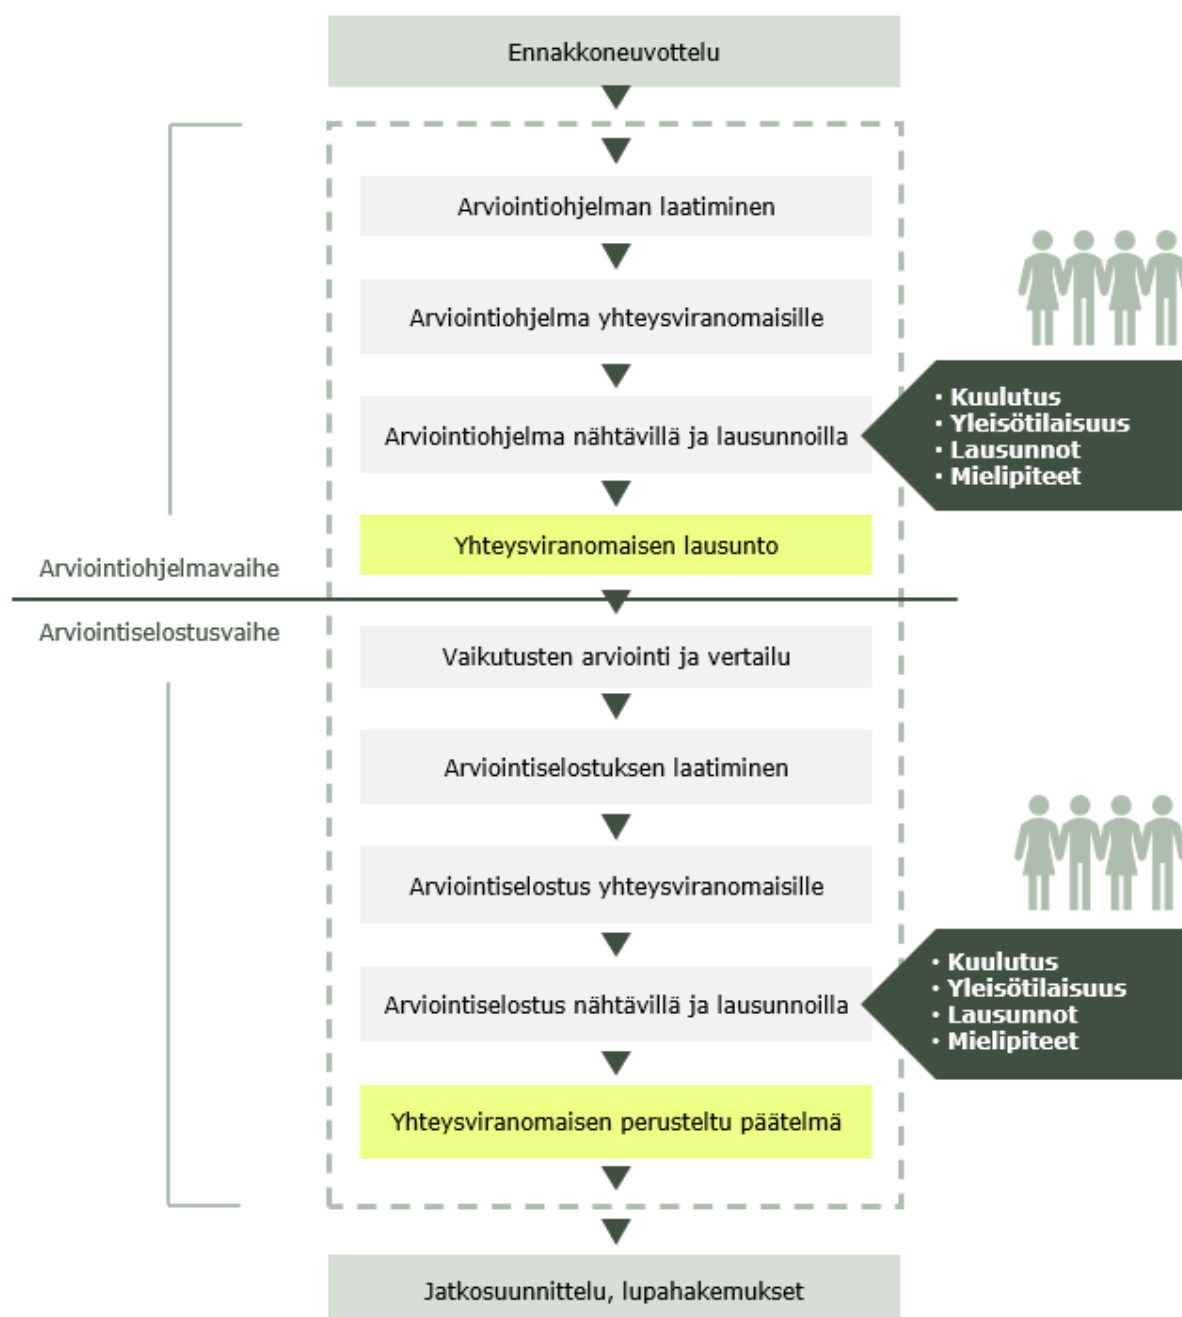 Ennakkoneuvottelu
Arviointiohjelman laatiminen
Arviointiohjelma yhteysviranomaisille
Arviointiohjelma nähtävillä ja lausunnoilla
• Kuulutus
• Yleisötilaisuus
• Lausunnot
• Mielipiteet
Yhteysviranomaisen lausunto
Arviointiohjelmavaihe
Arviointiselostusvaihe
Vaikutusten arviointi ja vertailu
Arviointiselostuksen laatiminen
Arviointiselostus yhteysviranomaisille
Arviointiselostus nähtävillä ja lausunnoilla
• Kuulutus
• Yleisötilaisuus
• Lausunnot
• Mielipiteet
Yhteysviranomaisen perusteltu päätelmä
Jatkosuunnittelu, lupahakemukset